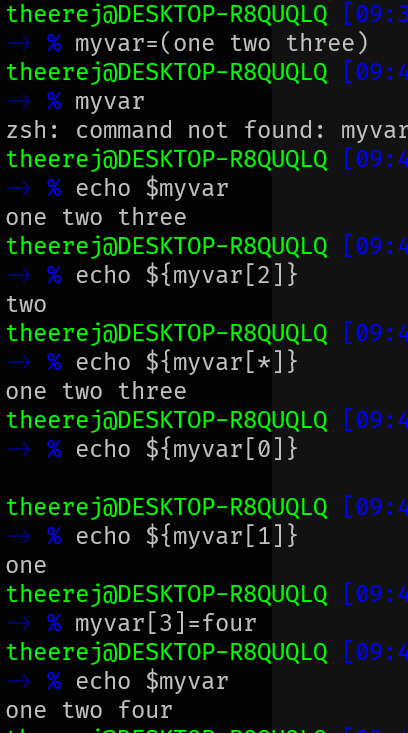 theerej@DESKTOP-R8QUQLQ [09:3
→ % myvar=(one two three)
theerej@DESKTOP-R8QUQLQ [09:4
→ % myvar
zsh: command not found: myvar
theerej@DESKTOP-R8QUQLQ [09:4
→ % echo $myvar
one two three
theerej@DESKTOP-R8QUQLQ [09:4
→ % echo ${myvar[2]}
two
theerej@DESKTOP-R8QUQLQ [09:4
→ % echo ${myvar[*]}
one two three
theerej@DESKTOP-R8QUQLQ [09:4
→ % echo ${myvar[0]}

theerej@DESKTOP-R8QUQLQ [09:4
→ % echo ${myvar[1]}
one
theerej@DESKTOP-R8QUQLQ [09:4
→ % myvar[3]=four
theerej@DESKTOP-R8QUQLQ [09:4
→ % echo $myvar
one two four